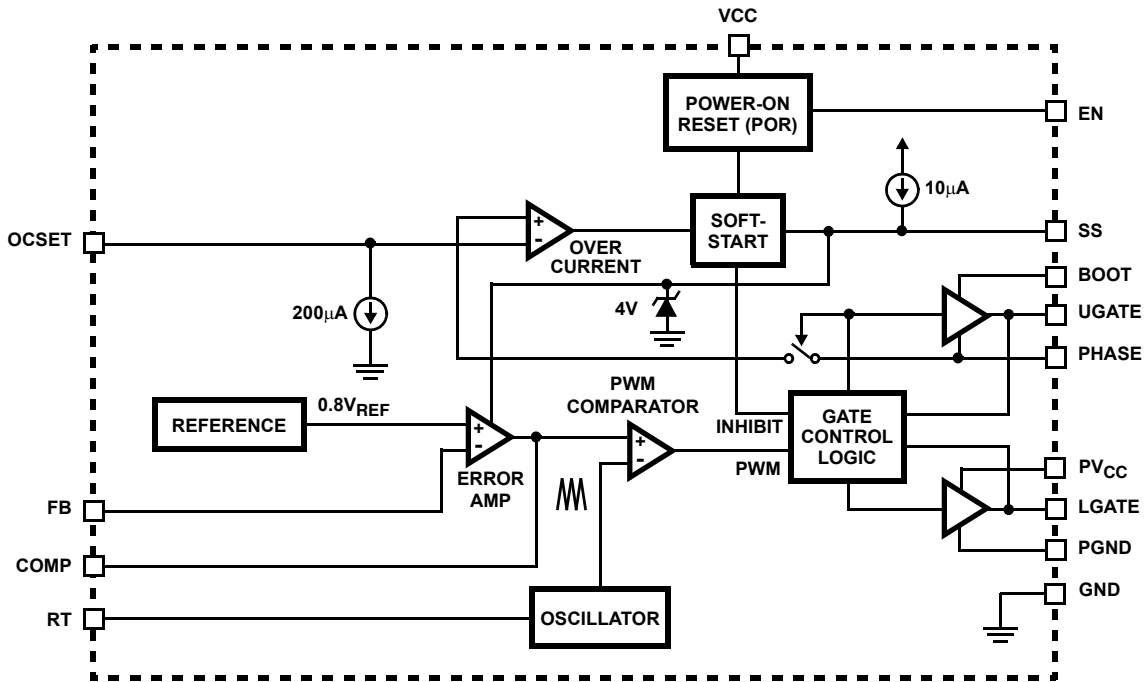 VCC
POWER-ON
RESET (POR)
EN
10µA
OCSET
+
-
OVER
CURRENT
SOFT-
START
SS
BOOT
200µA
4V
UGATE
PHASE
PWM
COMPARATOR
REFERENCE
0.8VREF
+
-
ERROR
AMP
+
-
INHIBIT
PWM
GATE
CONTROL
LOGIC
PVCC
FB
LGATE
COMP
PGND
GND
RT
OSCILLATOR